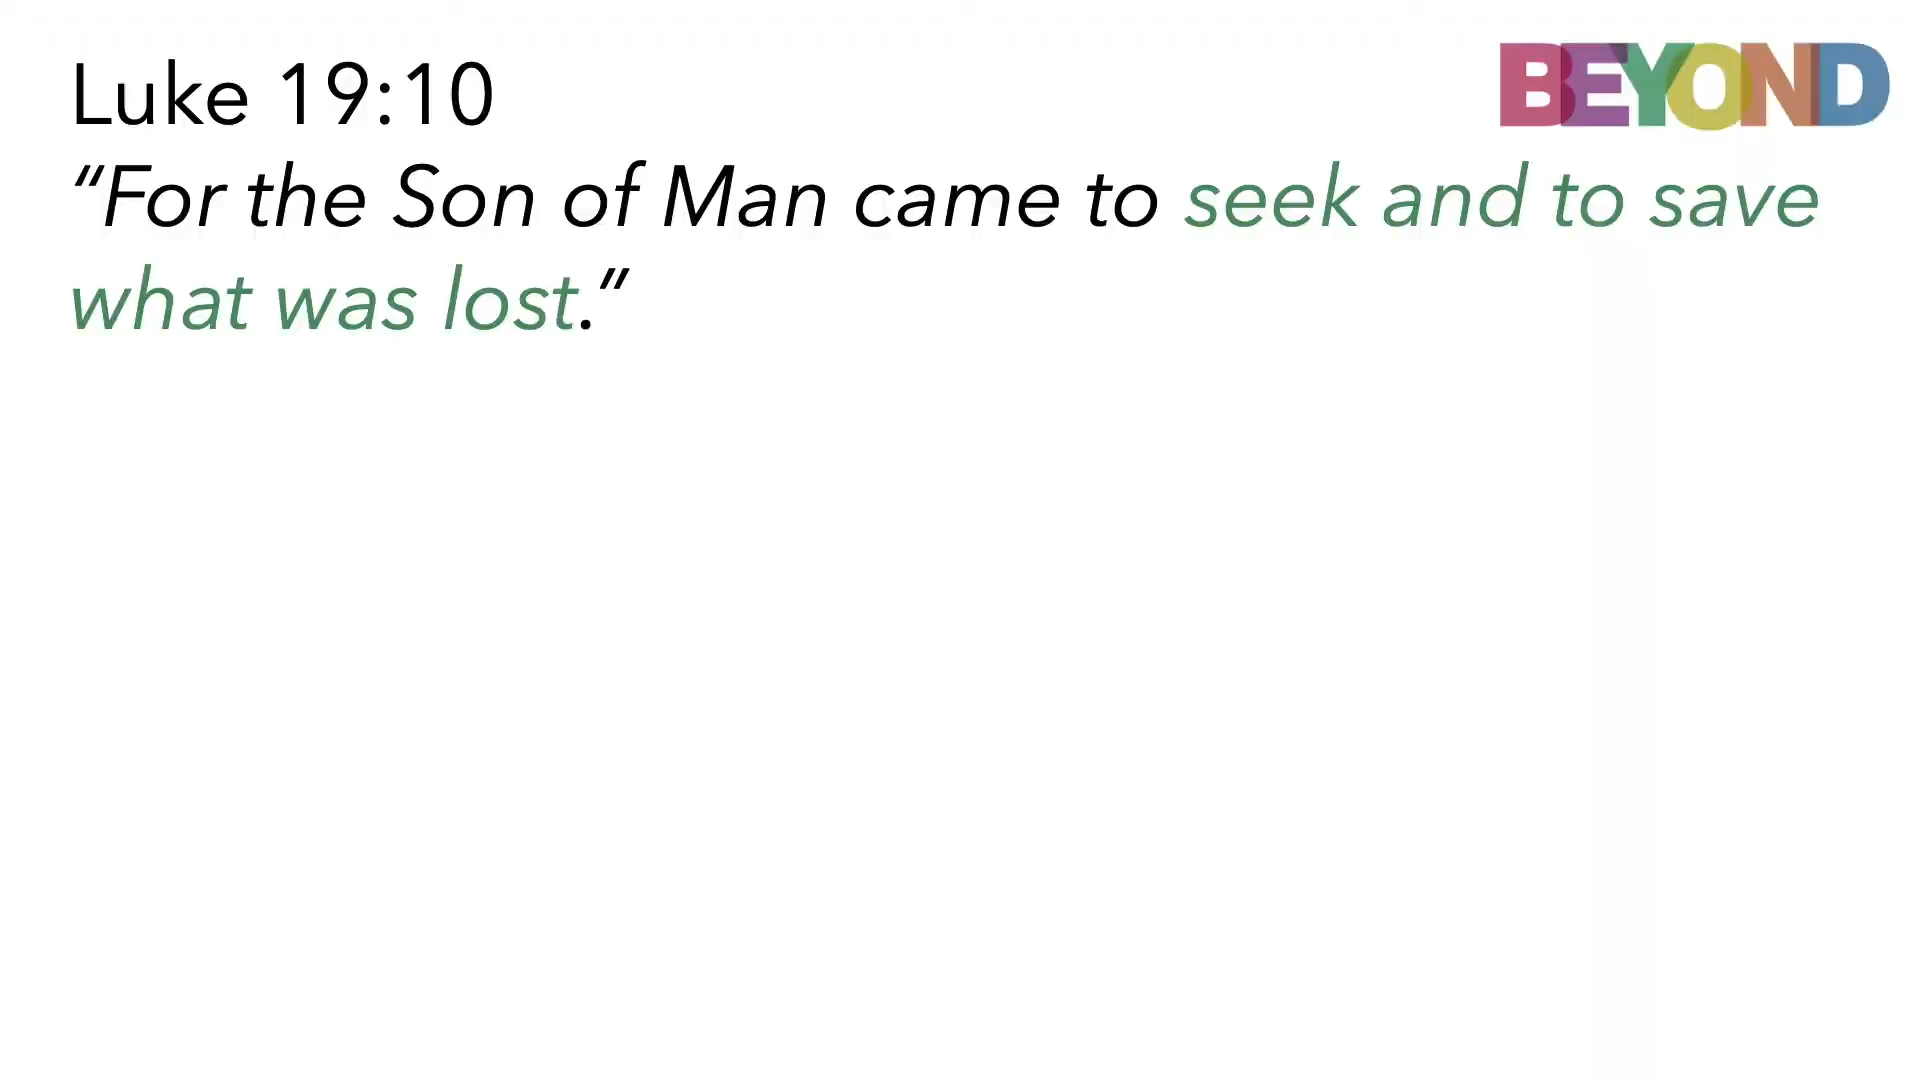 Luke 19:10
BEYOND
“For the Son of Man came to seek and to save
what was lost.”